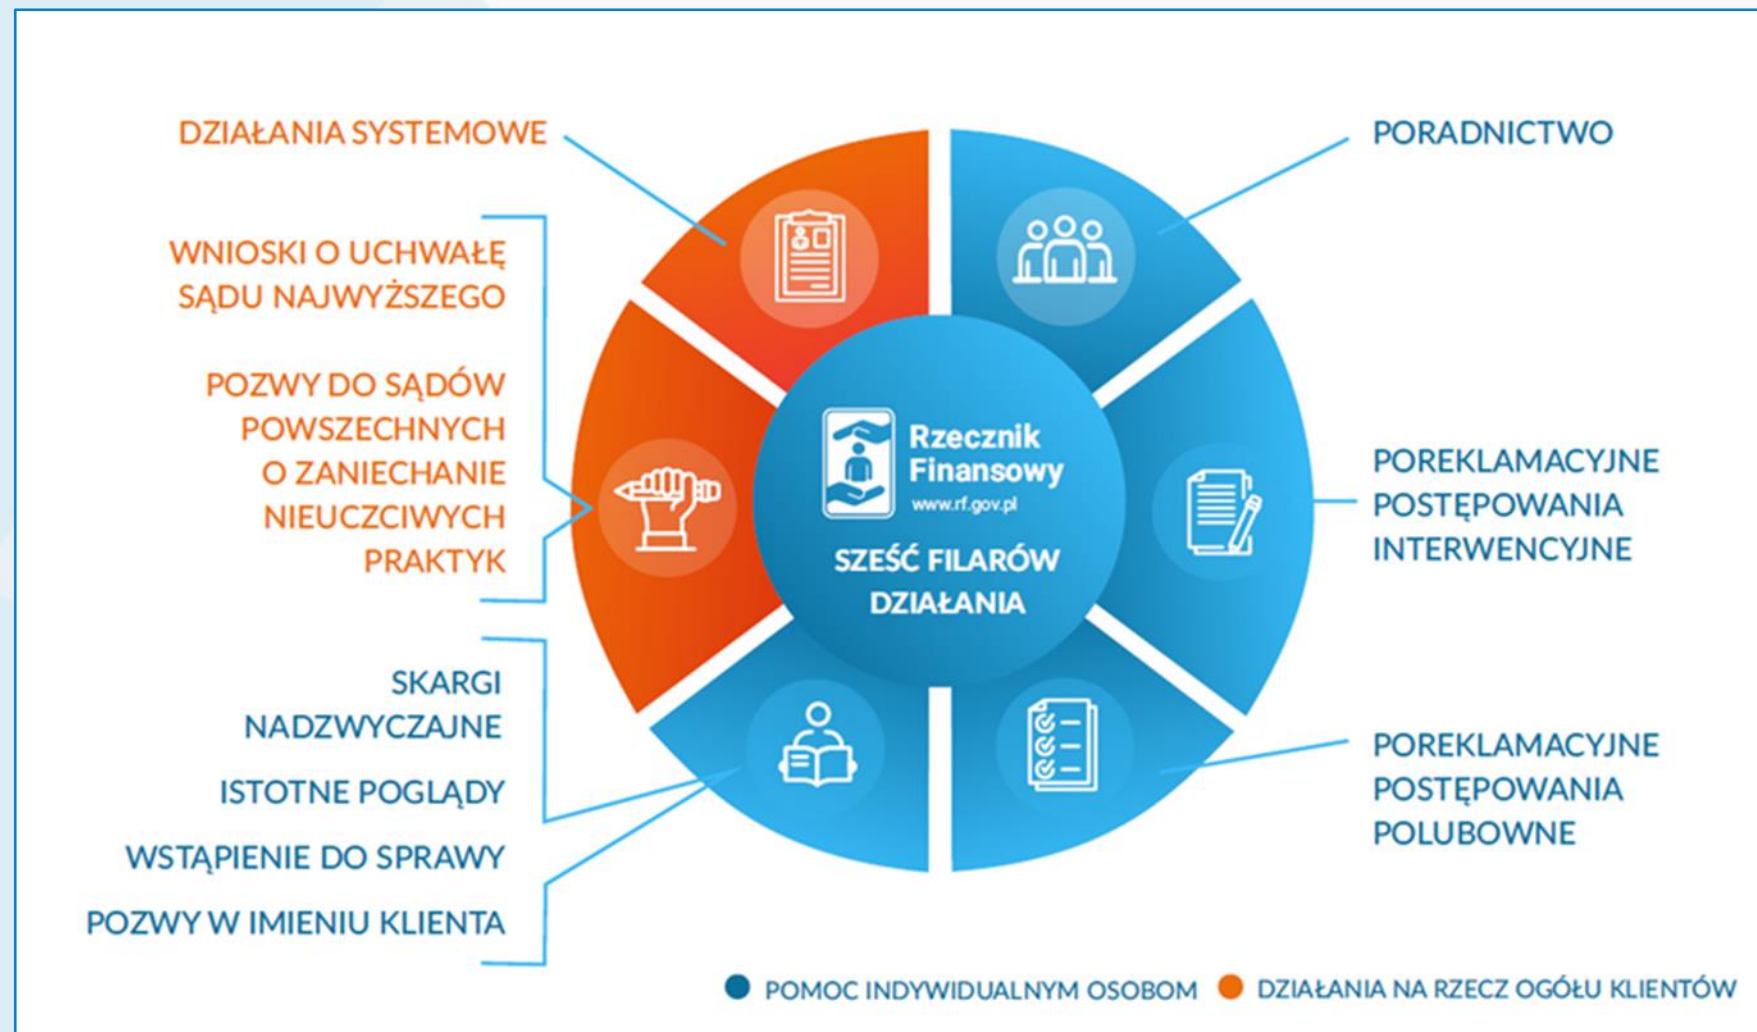 DZIAŁANIA SYSTEMOWE
WNIOSKI O UCHWAŁĘ
SĄDU NAJWYŻSZEGO
POZWY DO SĄDÓW
POWSZECHNYCH
O ZANIECHANIE
NIEUCZCIWYCH
PRAKTYK
SKARGI
NADZWYCZAJNE
ISTOTNE POGLĄDY
WSTĄPIENIE DO SPRAWY
POZWY W IMIENIU KLIENTA
Rzecznik
Finansowy
www.rf.gov.pl
SZEŚĆ FILARÓW
DZIAŁANIA
PORADNICTWO
POREKLAMACYJNE
POSTĘPOWANIA
INTERWENCYJNE
POREKLAMACYJNE
POSTĘPOWANIA
POLUBOWNE
POMOC INDYWIDUALNYM OSOBOM
DZIAŁANIA NA RZECZ OGÓŁU KLIENTÓW